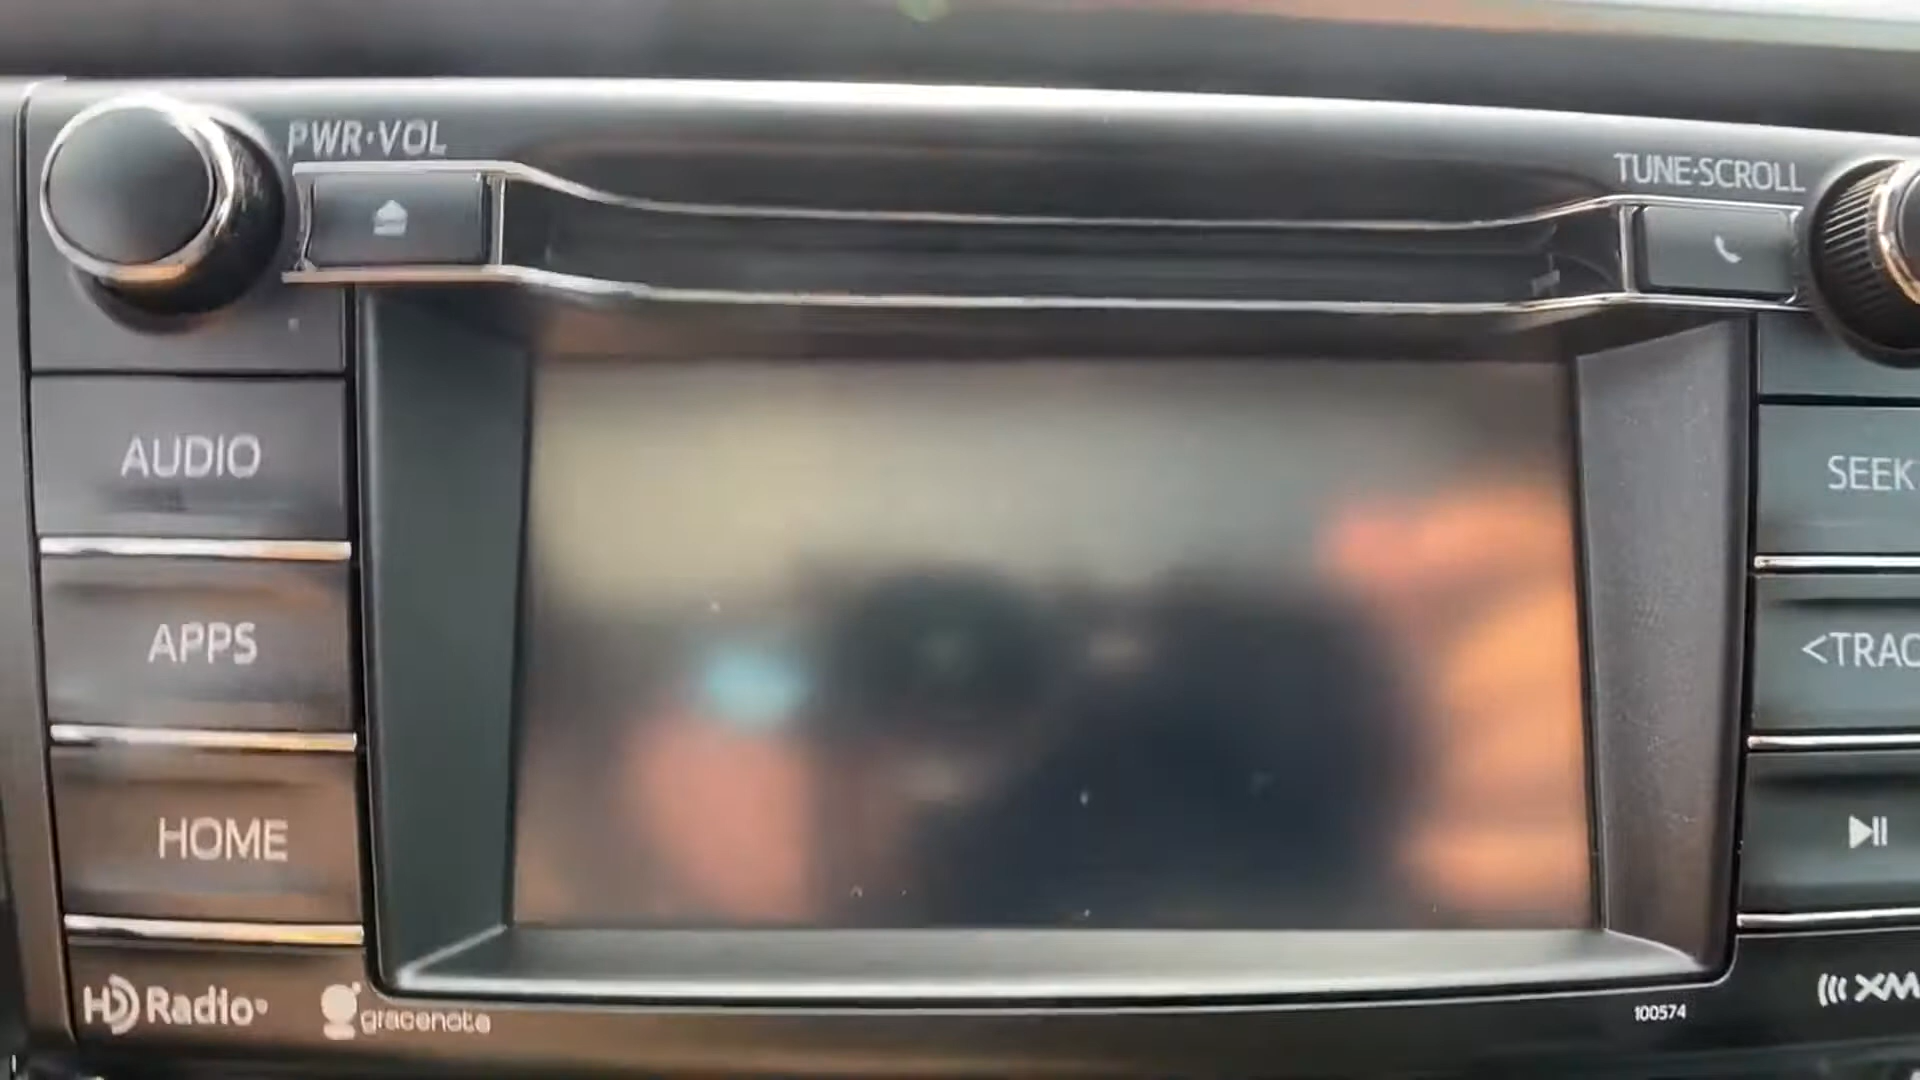 PWR·VOL
TUNE·SCROLL
AUDIO
SEEK
APPS
<TRAC
HOME
HD Radio
gracenote
100574
((( XM